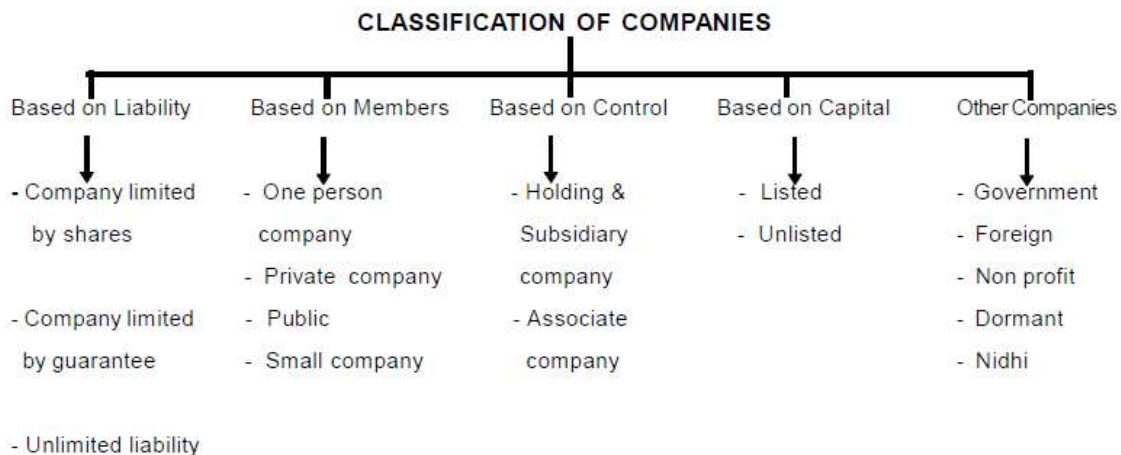 CLASSIFICATION OF COMPANIES
Based on Liability
- Company limited
by shares
- Company limited
by guarantee
- Unlimited liability
Based on Members
- One person
company
- Private company
- Public
- Small company
Based on Control
- Holding &
Subsidiary
company
- Associate
company
Based on Capital
- Listed
- Unlisted
Other Companies
- Government
- Foreign
- Non profit
- Dormant
- Nidhi